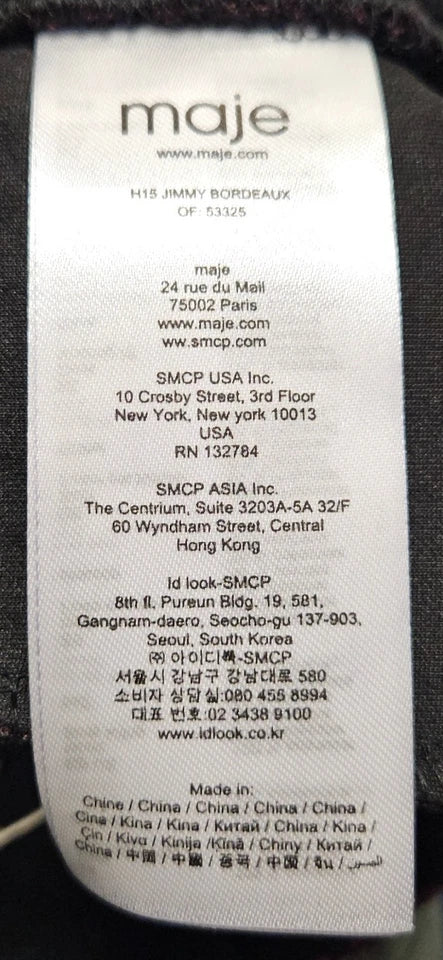 maje
www.maje.com
H15 JIMMY BORDEAUX
OF: 53325
maje
24 rue du Mail
75002 Paris
www.maje.com
ww.smcp.com
SMCP USA Inc.
10 Crosby Street, 3rd Floor
New York, New york 10013
USA
RN 132784
SMCP ASIA Inc.
The Centrium, Suite 3203A-5A 32/F
60 Wyndham Street, Central
Hong Kong
Id look-SMCP
8th fl. Pureun Bldg. 19, 581,
Gangnam-daero, Seocho-gu 137-903,
Seoul, South Korea
㈜ 아이디룩-SMCP
서울시 강남구 강남대로 580
소비자 상담실:080 456 8994
대표 번호:02 3438 9100
www.idlook.co.kr
Made in:
Chine / China / China / China / China /
Cina / Kina / Kina / Китай / China / Kina /
Çin / Kίνα / Kinija /Ķīnā / Chiny / Китай /
China / 中国 / 中國 / 중국 / 中国 / จีน / الصين